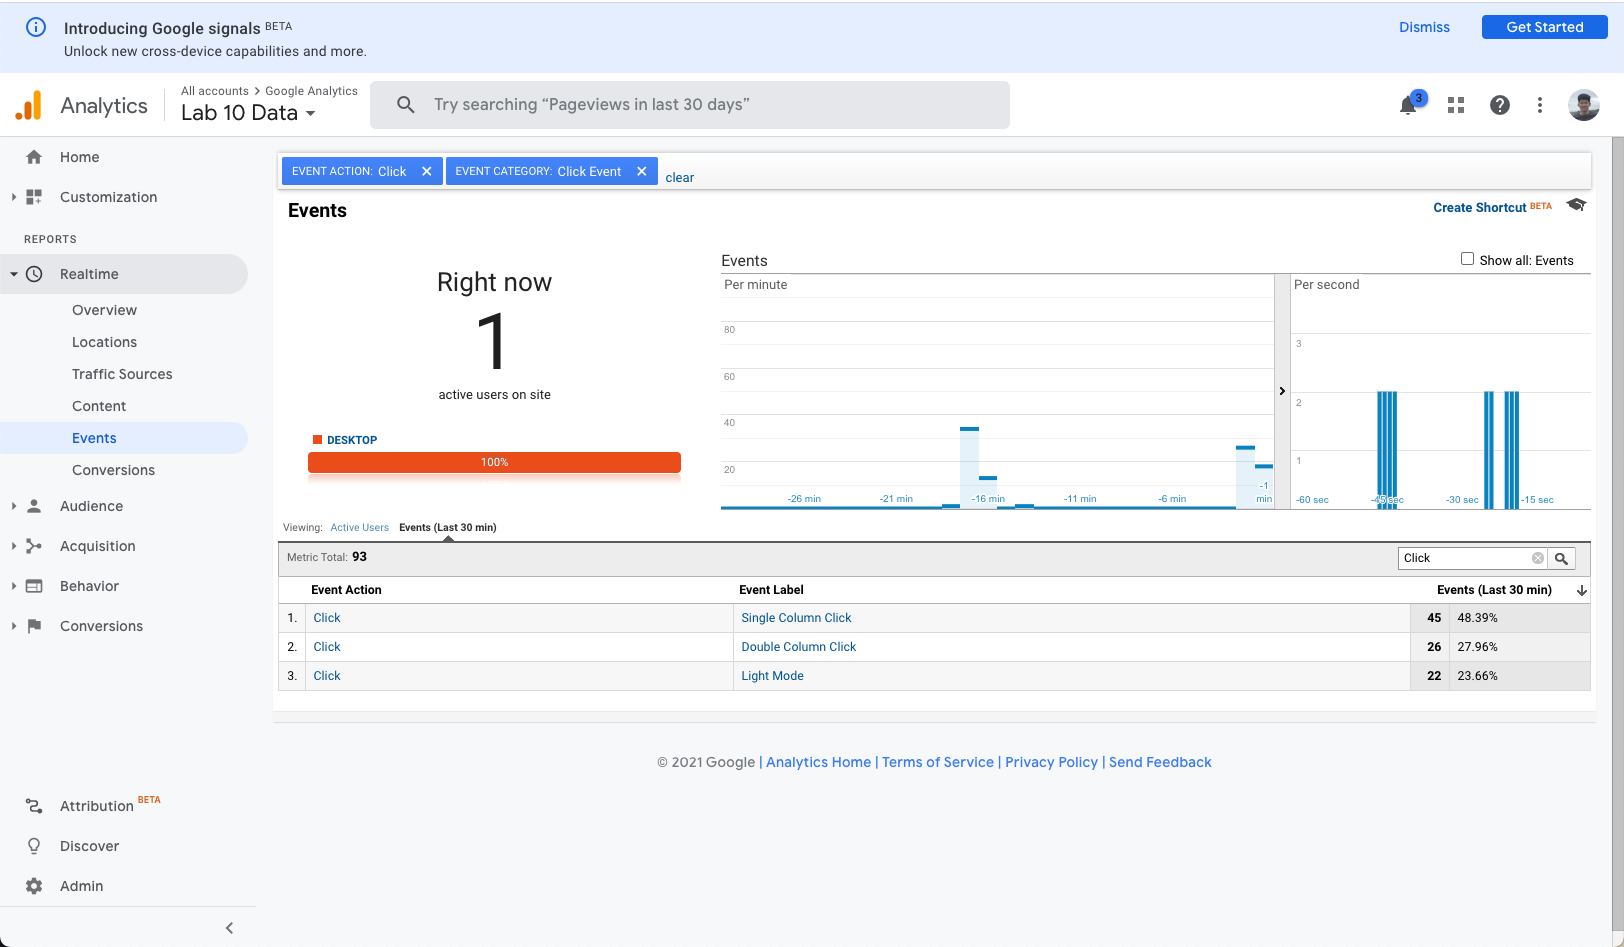 Introducing Google signals BETA
Unlock new cross-device capabilities and more.
Dismiss
Get Started
Analytics
All accounts > Google Analytics
Lab 10 Data
Try searching “Pageviews in last 30 days”
3
Home
Customization
REPORTS
Realtime
Overview
Locations
Traffic Sources
Content
Events
Conversions
Audience
Acquisition
Behavior
Conversions
Attribution BETA
Discover
Admin
EVENT ACTION: Click
EVENT CATEGORY: Click Event
clear
Events
Create Shortcut BETA
Right now
1
active users on site
DESKTOP
100%
Events
Show all: Events
Per minute
80
60
40
20
-26 min
-21 min
-16 min
-11 min
-6 min
-1 min
Per second
3
2
1
-60 sec
-45 sec
-30 sec
-15 sec
Viewing: Active Users Events (Last 30 min)
Metric Total: 93
Click
Event Action Event Label Events (Last 30 min)
1. Click Single Column Click 45 48.39%
2. Click Double Column Click 26 27.96%
3. Click Light Mode 22 23.66%
© 2021 Google | Analytics Home | Terms of Service | Privacy Policy | Send Feedback